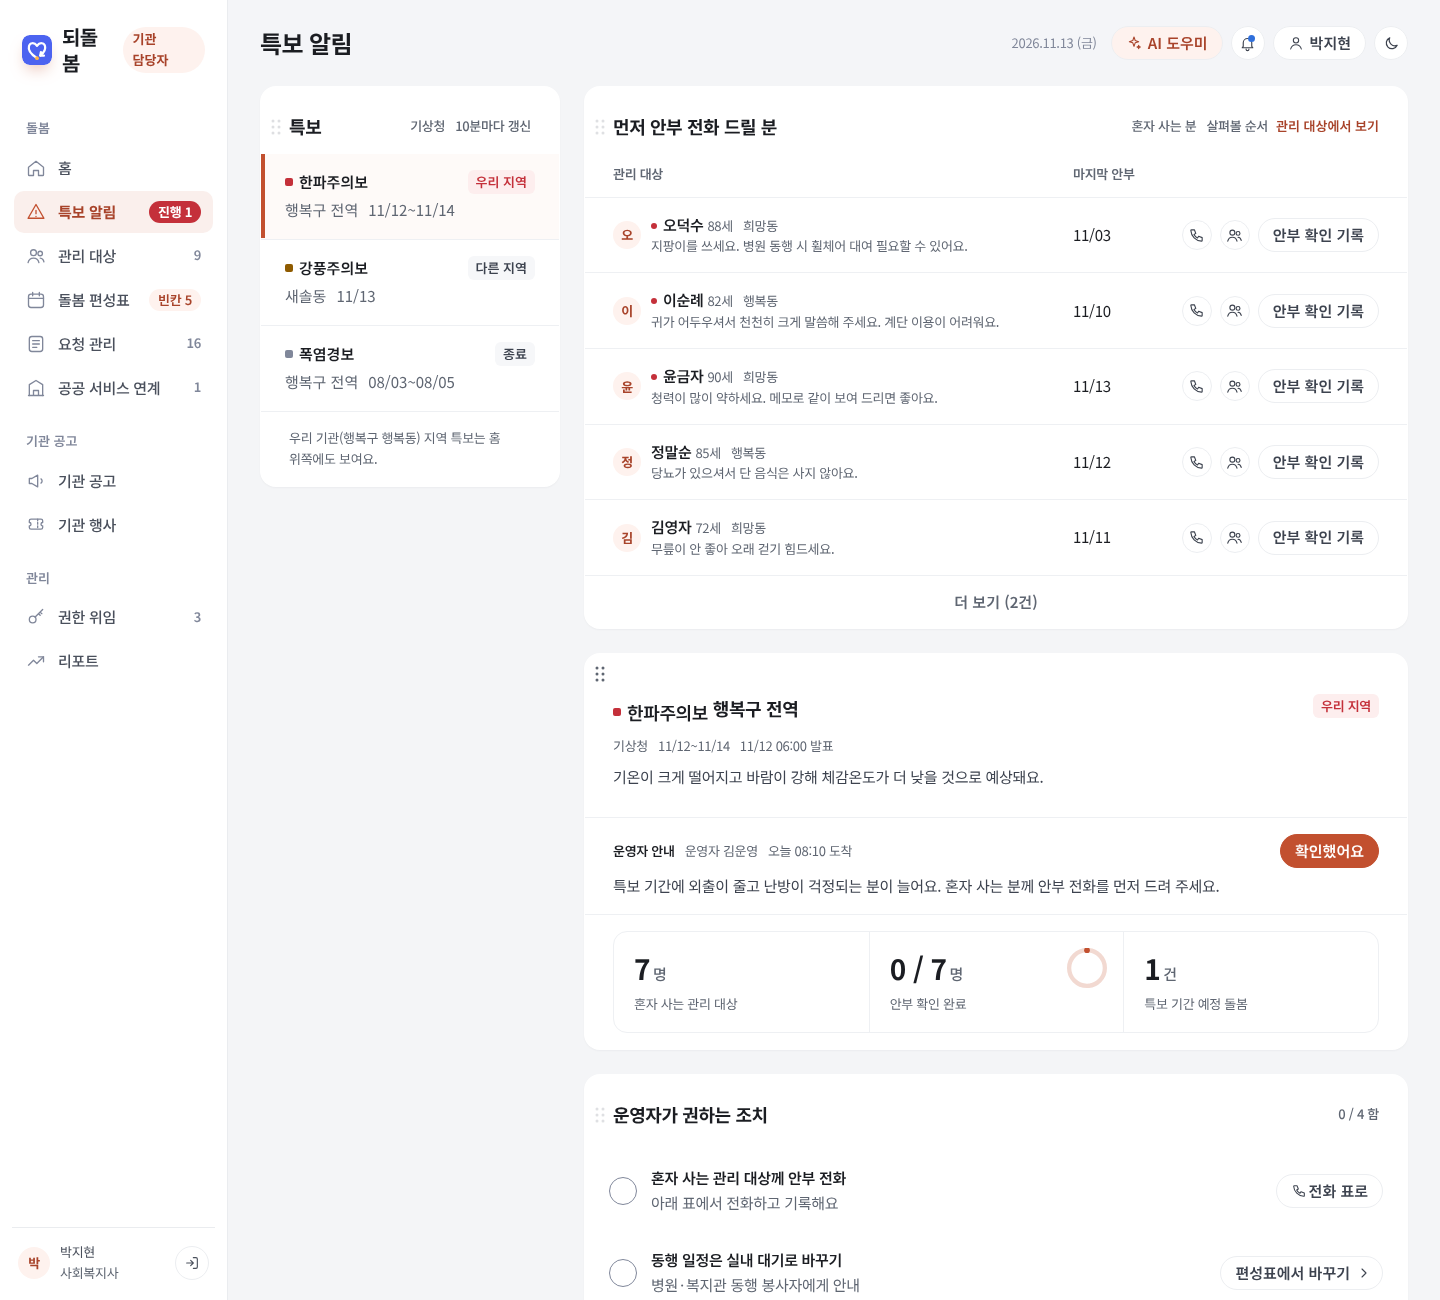 되돌봄
기관 담당자
돌봄
홈
특보 알림 진행 1
관리 대상 9
돌봄 편성표 빈칸 5
요청 관리 16
공공 서비스 연계 1
기관 공고
기관 공고
기관 행사
관리
권한 위임 3
리포트
박 박지현
사회복지사
특보 알림
2026.11.13 (금) AI 도우미 박지현
특보 기상청 10분마다 갱신
한파주의보 우리 지역
행복구 전역 11/12~11/14
강풍주의보 다른 지역
새솔동 11/13
폭염경보 종료
행복구 전역 08/03~08/05
우리 기관(행복구 행복동) 지역 특보는 홈
위쪽에도 보여요.
먼저 안부 전화 드릴 분 혼자 사는 분 살펴볼 순서 관리 대상에서 보기
관리 대상 마지막 안부
오 오덕수 88세 희망동 11/03 안부 확인 기록
지팡이를 쓰세요. 병원 동행 시 휠체어 대여 필요할 수 있어요.
이 이순례 82세 행복동 11/10 안부 확인 기록
귀가 어두우셔서 천천히 크게 말씀해 주세요. 계단 이용이 어려워요.
윤 윤금자 90세 희망동 11/13 안부 확인 기록
청력이 많이 약하세요. 메모로 같이 보여 드리면 좋아요.
정 정말순 85세 행복동 11/12 안부 확인 기록
당뇨가 있으셔서 단 음식은 사지 않아요.
김 김영자 72세 희망동 11/11 안부 확인 기록
무릎이 안 좋아 오래 걷기 힘드세요.
더 보기 (2건)
한파주의보 행복구 전역 우리 지역
기상청 11/12~11/14 11/12 06:00 발표
기온이 크게 떨어지고 바람이 강해 체감온도가 더 낮을 것으로 예상돼요.
운영자 안내 운영자 김운영 오늘 08:10 도착 확인했어요
특보 기간에 외출이 줄고 난방이 걱정되는 분이 늘어요. 혼자 사는 분께 안부 전화를 먼저 드려 주세요.
7 명 0 / 7 명 1 건
혼자 사는 관리 대상 안부 확인 완료 특보 기간 예정 돌봄
운영자가 권하는 조치 0 / 4 함
혼자 사는 관리 대상께 안부 전화 전화 표로
아래 표에서 전화하고 기록해요
동행 일정은 실내 대기로 바꾸기 편성표에서 바꾸기
병원·복지관 동행 봉사자에게 안내